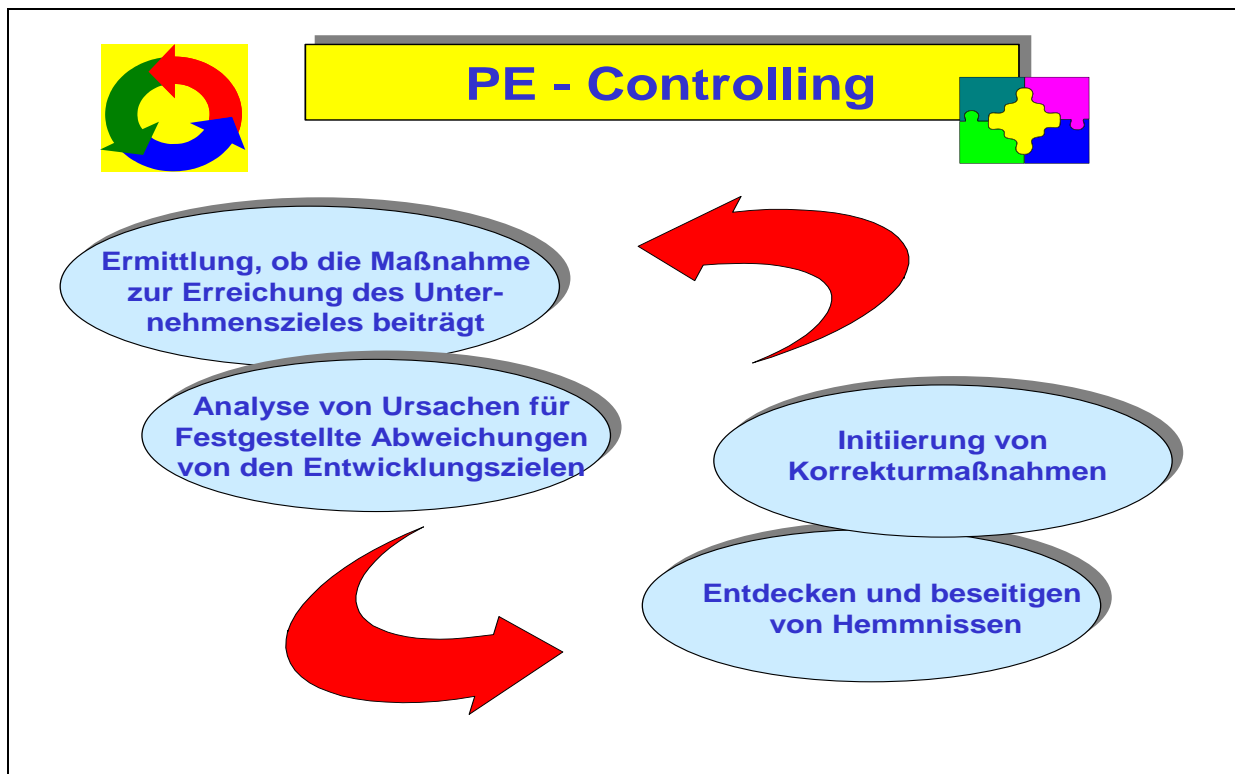 PE - Controlling
Ermittlung, ob die Maßnahme
zur Erreichung des Unter-
nehmenszieles beiträgt
Analyse von Ursachen für
Festgestellte Abweichungen
von den Entwicklungszielen
Initiierung von
Korrekturmaßnahmen
Entdecken und beseitigen
von Hemmnissen